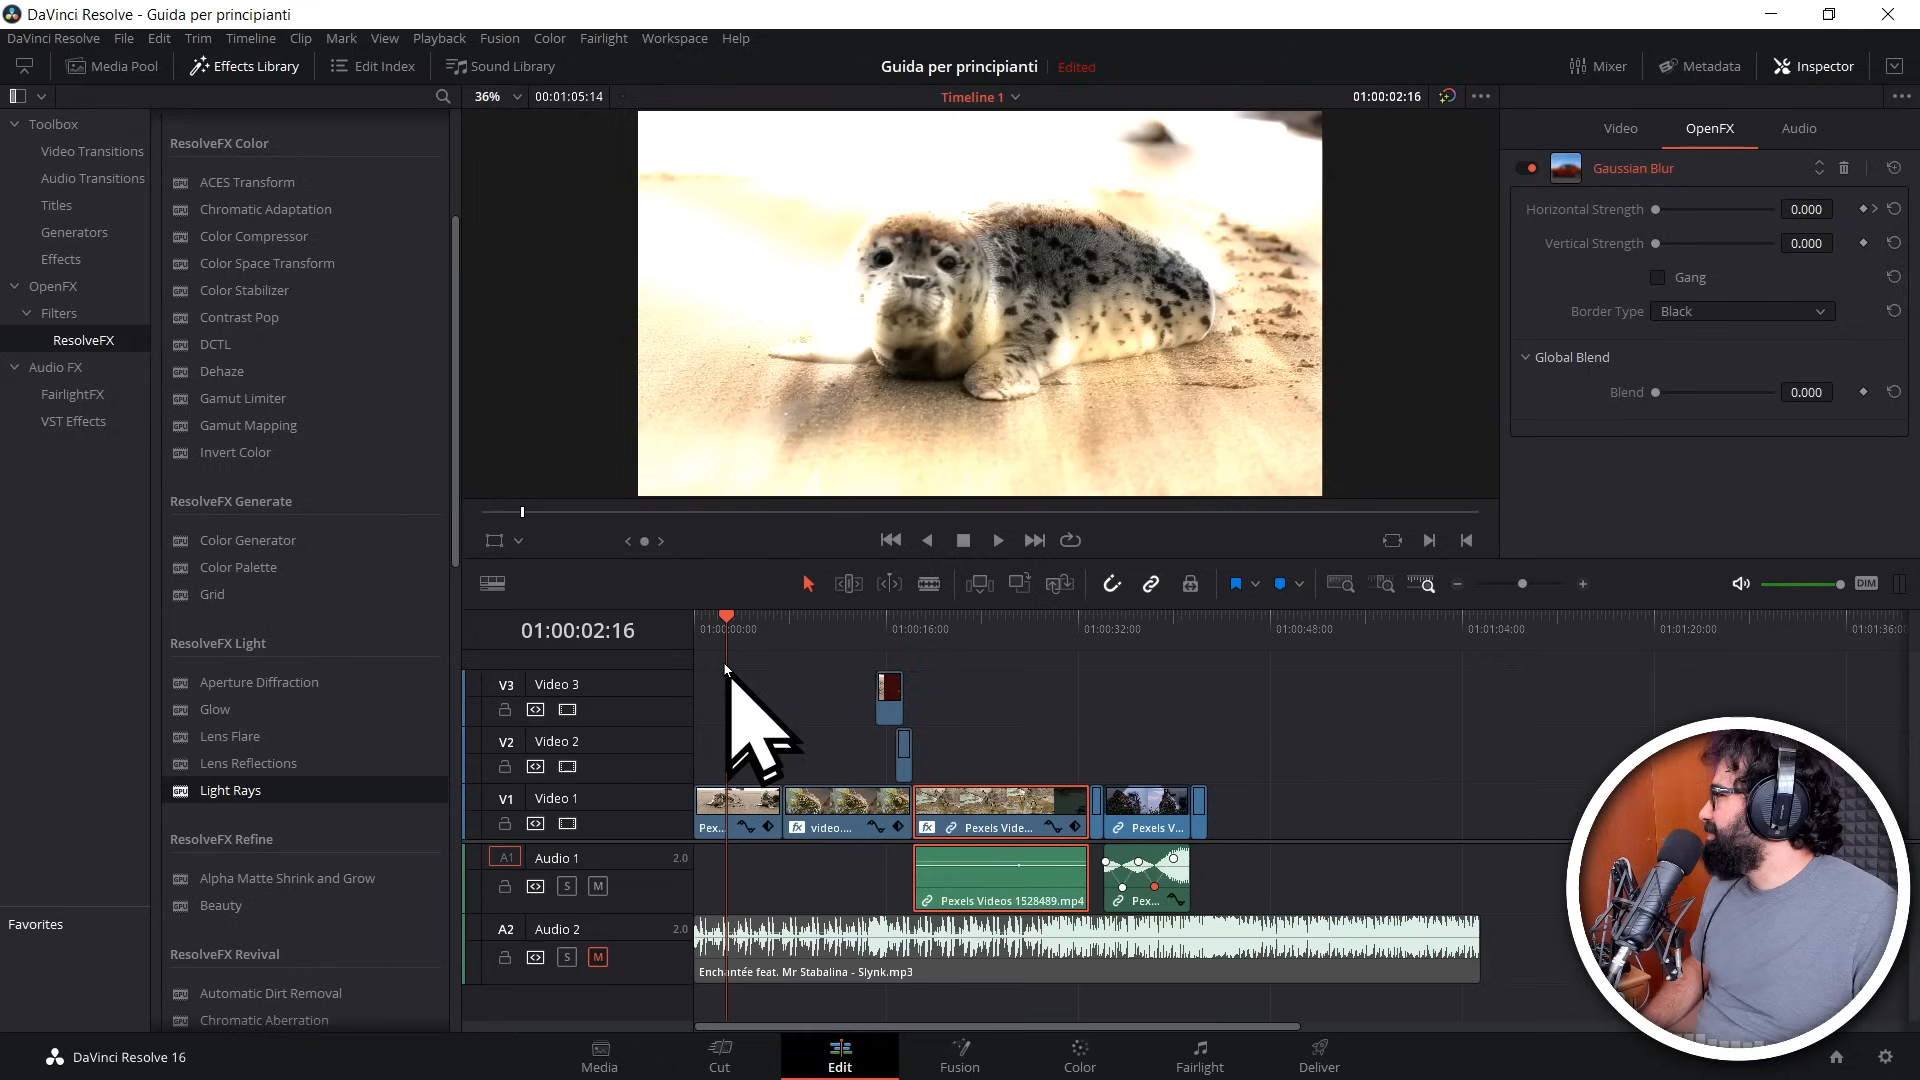 DaVinci Resolve - Guida per principianti
DaVinci Resolve File Edit Trim Timeline Clip Mark View Playback Fusion Color Fairlight Workspace Help
Media Pool Effects Library Edit Index Sound Library Guida per principianti Edited Mixer Metadata Inspector
36% 00:01:05:14 Timeline 1 01:00:02:16
Toolbox
Video Transitions
Audio Transitions
Titles
Generators
Effects
OpenFX
Filters
ResolveFX
Audio FX
FairlightFX
VST Effects
Favorites
ResolveFX Color
ACES Transform
Chromatic Adaptation
Color Compressor
Color Space Transform
Color Stabilizer
Contrast Pop
DCTL
Dehaze
Gamut Limiter
Gamut Mapping
Invert Color
ResolveFX Generate
Color Generator
Color Palette
Grid
ResolveFX Light
Aperture Diffraction
Glow
Lens Flare
Lens Reflections
Light Rays
ResolveFX Refine
Alpha Matte Shrink and Grow
Beauty
ResolveFX Revival
Automatic Dirt Removal
Chromatic Aberration
Video OpenFX Audio
Gaussian Blur
Horizontal Strength 0.000
Vertical Strength 0.000
Gang
Border Type Black
Global Blend
Blend 0.000
DIM
01:00:02:16
01:00:00:00 01:00:16:00 01:00:32:00 01:00:48:00 01:01:04:00 01:01:20:00 01:01:36:00
V3 Video 3
V2 Video 2
V1 Video 1
Pex... fx video.... fx Pexels Vide... Pexels V...
A1 Audio 1 2.0
S M
Pexels Videos 1528489.mp4 Pex...
A2 Audio 2 2.0
S M
Enchantée feat. Mr Stabalina - Slynk.mp3
DaVinci Resolve 16
Media Cut Edit Fusion Color Fairlight Deliver